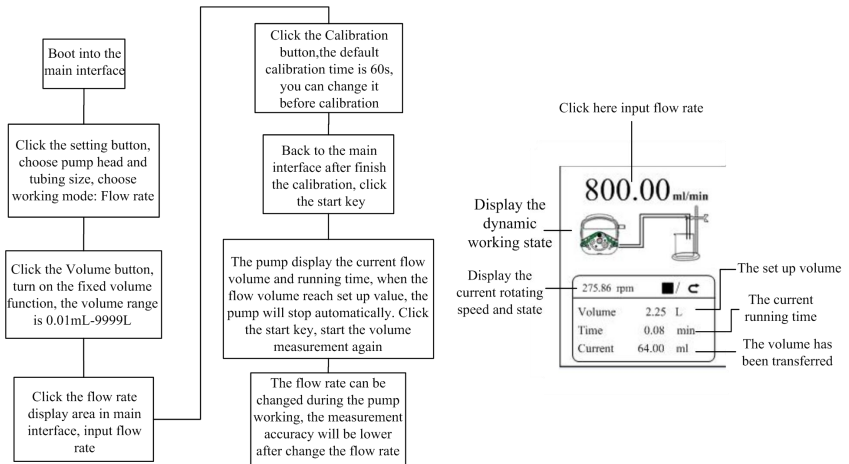 Boot into the
main interface
Click the setting button,
choose pump head and
tubing size, choose
working mode: Flow rate
Click the Volume button,
turn on the fixed volume
function, the volume range
is 0.01mL-9999L
Click the flow rate
display area in main
interface, input flow
rate
Click the Calibration
button,the default
calibration time is 60s,
you can change it
before calibration
Back to the main
interface after finish
the calibration, click
the start key
The pump display the current flow
volume and running time, when the
flow volume reach set up value, the
pump will stop automatically. Click
the start key, start the volume
measurement again
The flow rate can be
changed during the pump
working, the measurement
accuracy will be lower
after change the flow rate
Click here input flow rate
800.00 ml/min
Display the
dynamic
working state
Display the
current rotating
speed and state
275.86 rpm /
Volume 2.25 L
Time 0.08 min
Current 64.00 ml
The set up volume
The current
running time
The volume has
been transferred